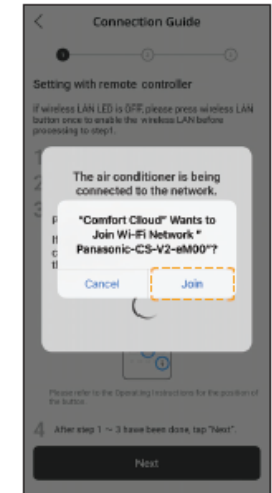 Connection Guide
Setting with remote controller
If wireless LAN LED is OFF, please press wireless LAN
button once to enable the wireless LAN before
processing to step1.
1
2
3
The air conditioner is being
connected to the network.
"Comfort Cloud" Wants to
Join Wi-Fi Network "
Panasonic-CS-V2-eM00"?
Cancel
Join
Please refer to the Operating Instructions for the position of
the button.
4 After step 1 ~ 3 have been done, tap "Next".
Next